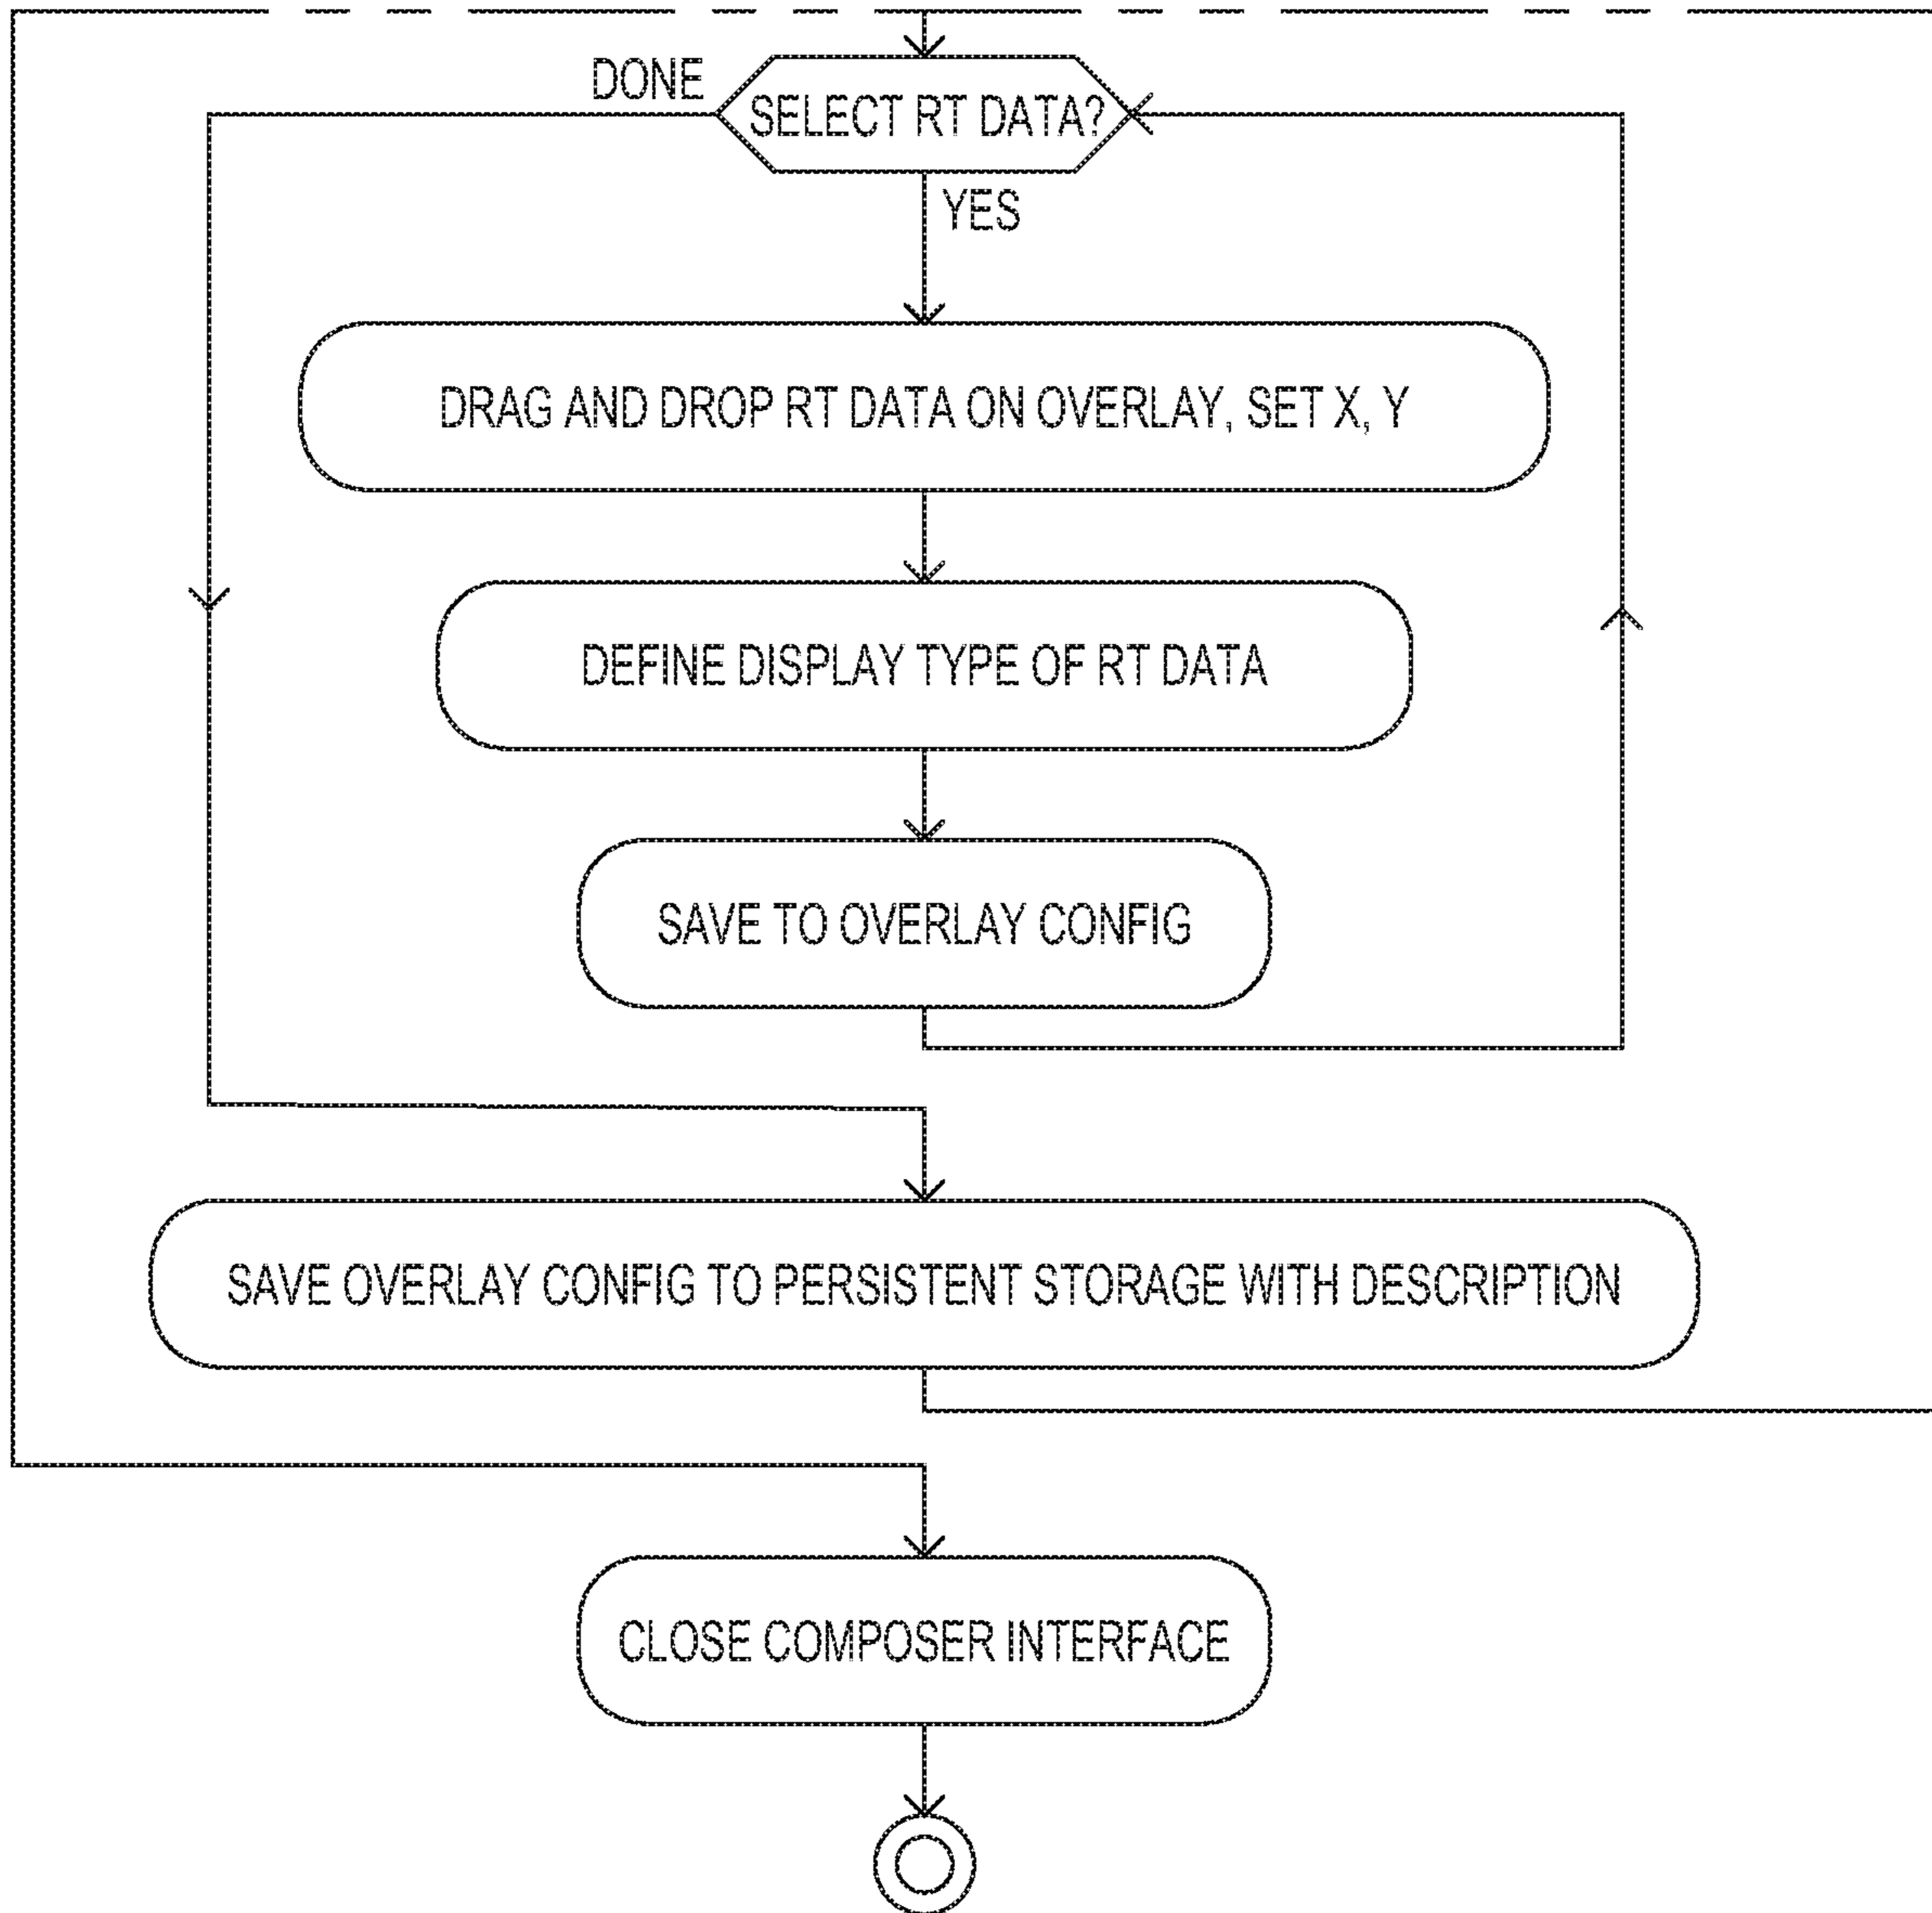 DONE
SELECT RT DATA?
YES
DRAG AND DROP RT DATA ON OVERLAY, SET X, Y
DEFINE DISPLAY TYPE OF RT DATA
SAVE TO OVERLAY CONFIG
SAVE OVERLAY CONFIG TO PERSISTENT STORAGE WITH DESCRIPTION
CLOSE COMPOSER INTERFACE